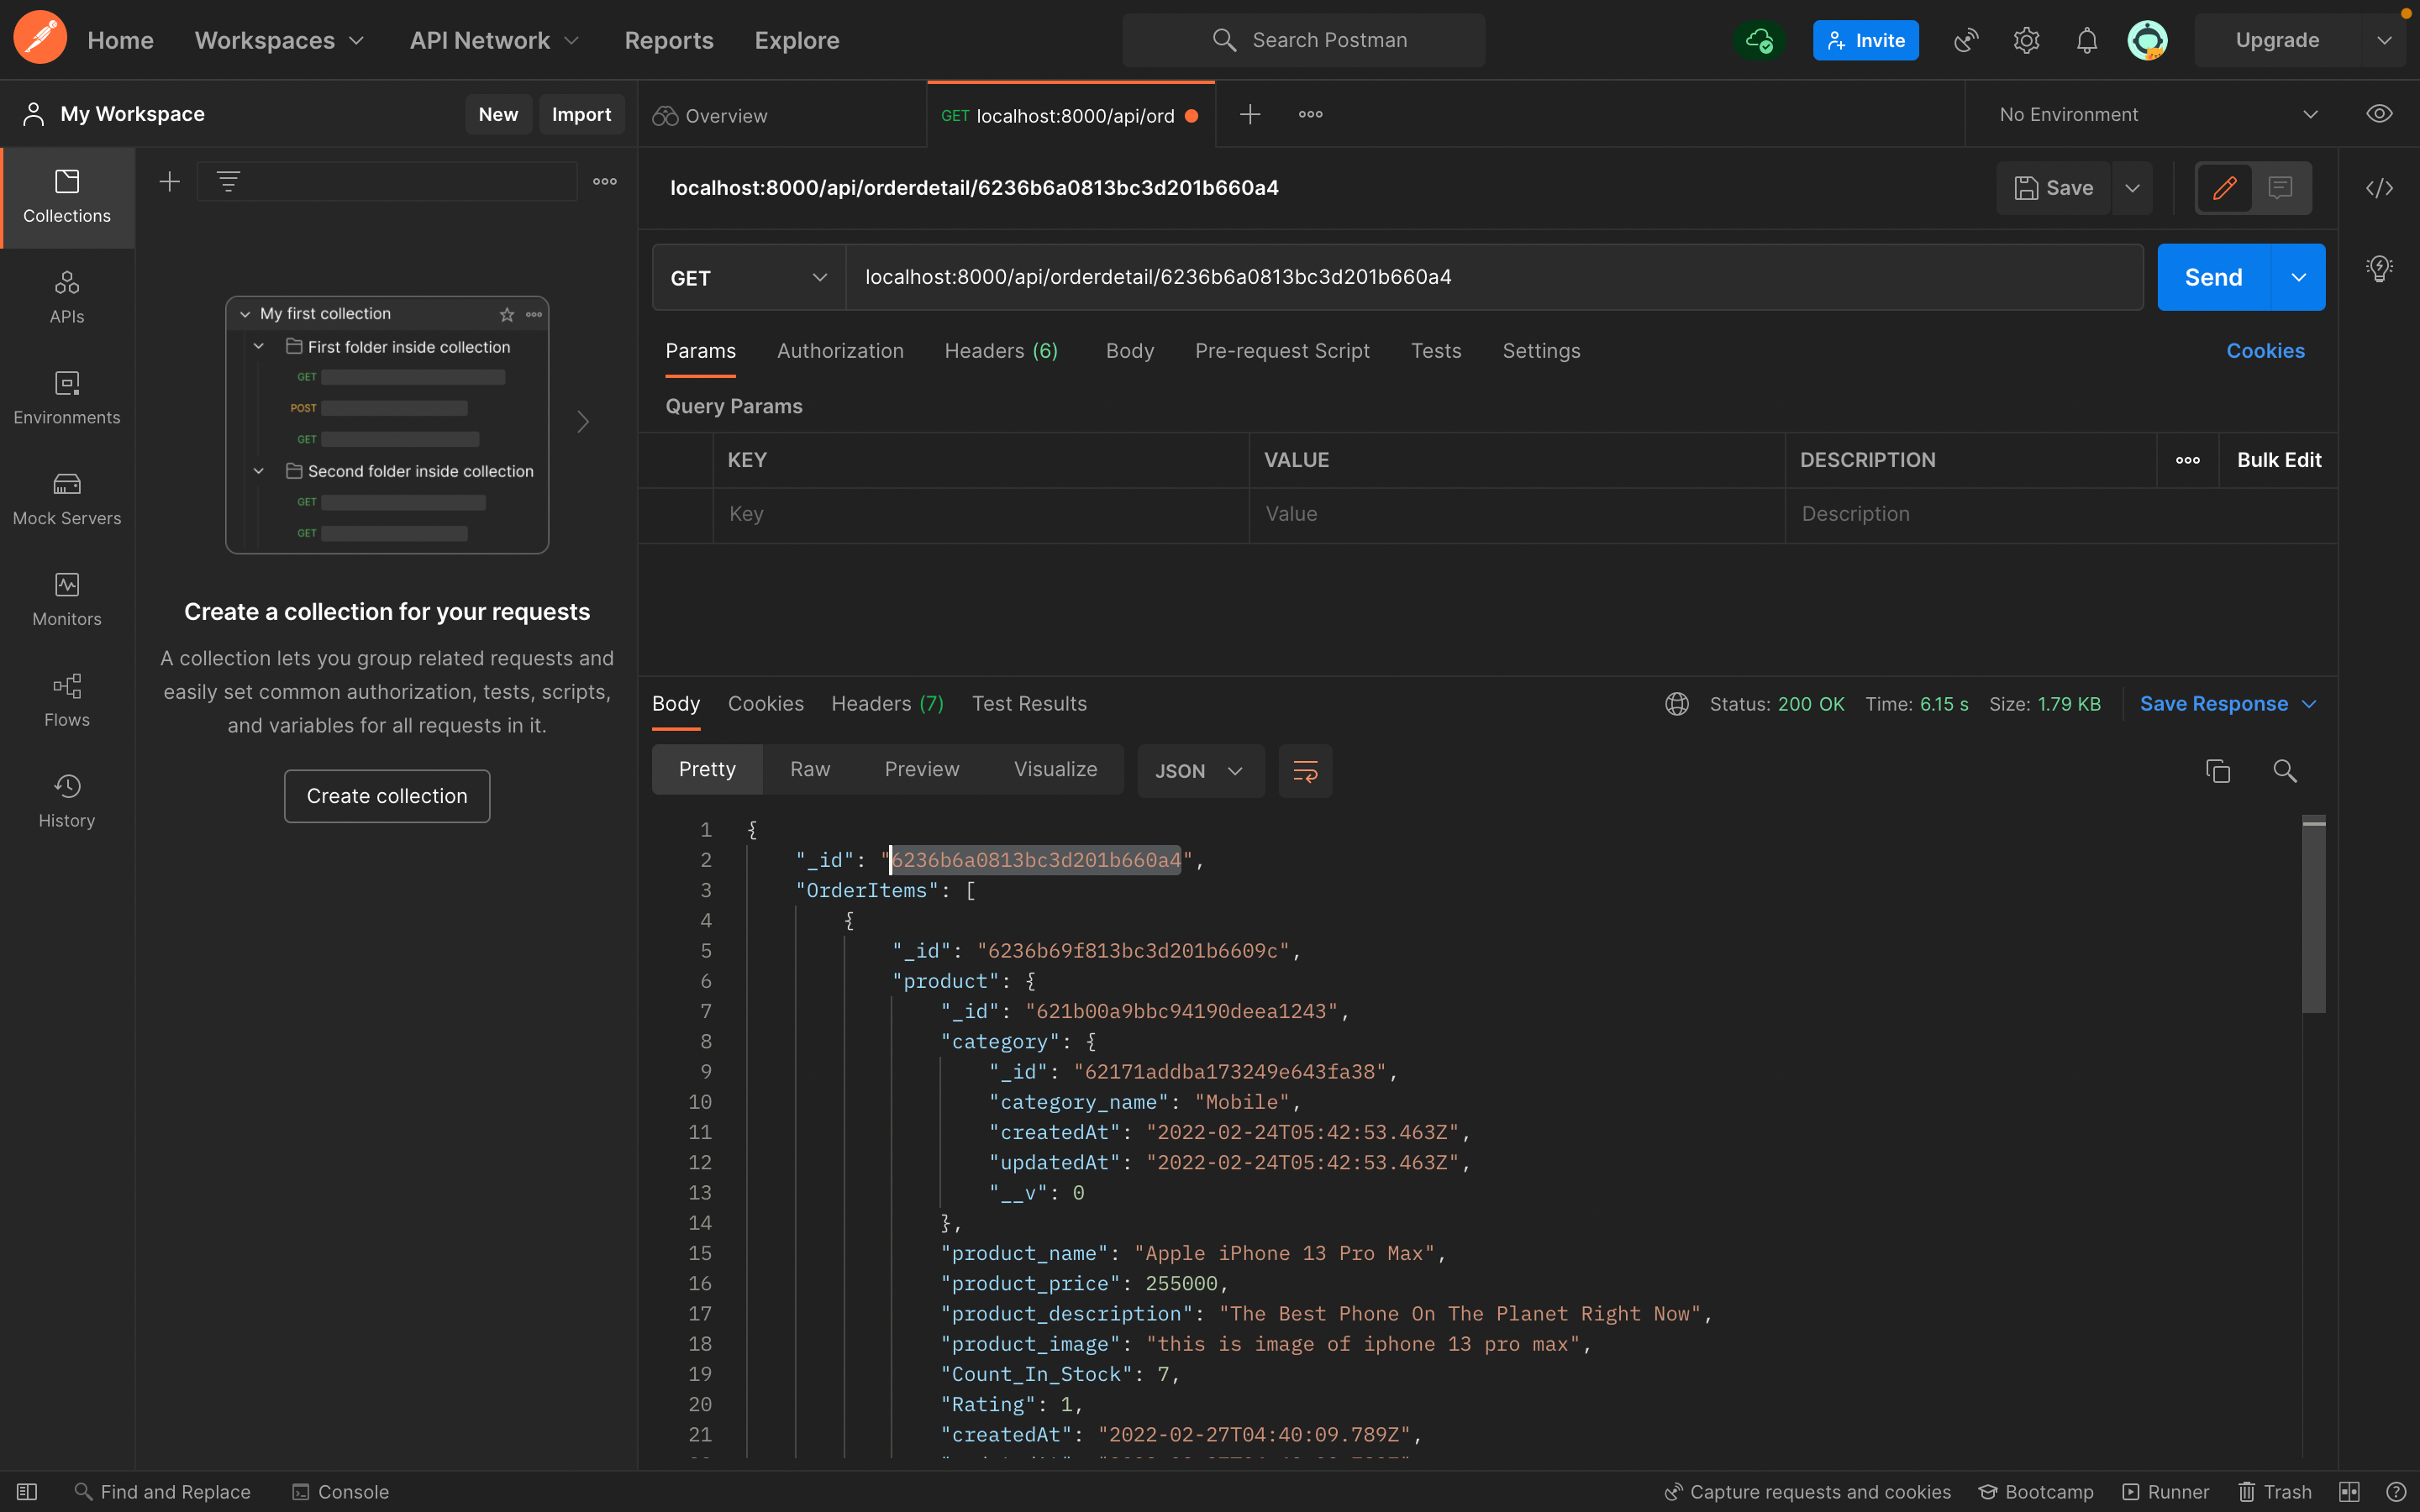 Home Workspaces API Network Reports Explore Search Postman Invite Upgrade
My Workspace New Import Overview GET localhost:8000/api/ord No Environment
Collections
APIs
Environments
Mock Servers
Monitors
Flows
History
My first collection
First folder inside collection
GET
POST
GET
Second folder inside collection
GET
GET
Create a collection for your requests
A collection lets you group related requests and
easily set common authorization, tests, scripts,
and variables for all requests in it.
Create collection
localhost:8000/api/orderdetail/6236b6a0813bc3d201b660a4 Save
GET localhost:8000/api/orderdetail/6236b6a0813bc3d201b660a4 Send
Params Authorization Headers (6) Body Pre-request Script Tests Settings Cookies
Query Params
KEY VALUE DESCRIPTION Bulk Edit
Key Value Description
Body Cookies Headers (7) Test Results Status: 200 OK Time: 6.15 s Size: 1.79 KB Save Response
Pretty Raw Preview Visualize JSON
1 {
2 "_id": "6236b6a0813bc3d201b660a4",
3 "OrderItems": [
4 {
5 "_id": "6236b69f813bc3d201b6609c",
6 "product": {
7 "_id": "621b00a9bbc94190deea1243",
8 "category": {
9 "_id": "62171addba173249e643fa38",
10 "category_name": "Mobile",
11 "createdAt": "2022-02-24T05:42:53.463Z",
12 "updatedAt": "2022-02-24T05:42:53.463Z",
13 "__v": 0
14 },
15 "product_name": "Apple iPhone 13 Pro Max",
16 "product_price": 255000,
17 "product_description": "The Best Phone On The Planet Right Now",
18 "product_image": "this is image of iphone 13 pro max",
19 "Count_In_Stock": 7,
20 "Rating": 1,
21 "createdAt": "2022-02-27T04:40:09.789Z",
Find and Replace Console Capture requests and cookies Bootcamp Runner Trash